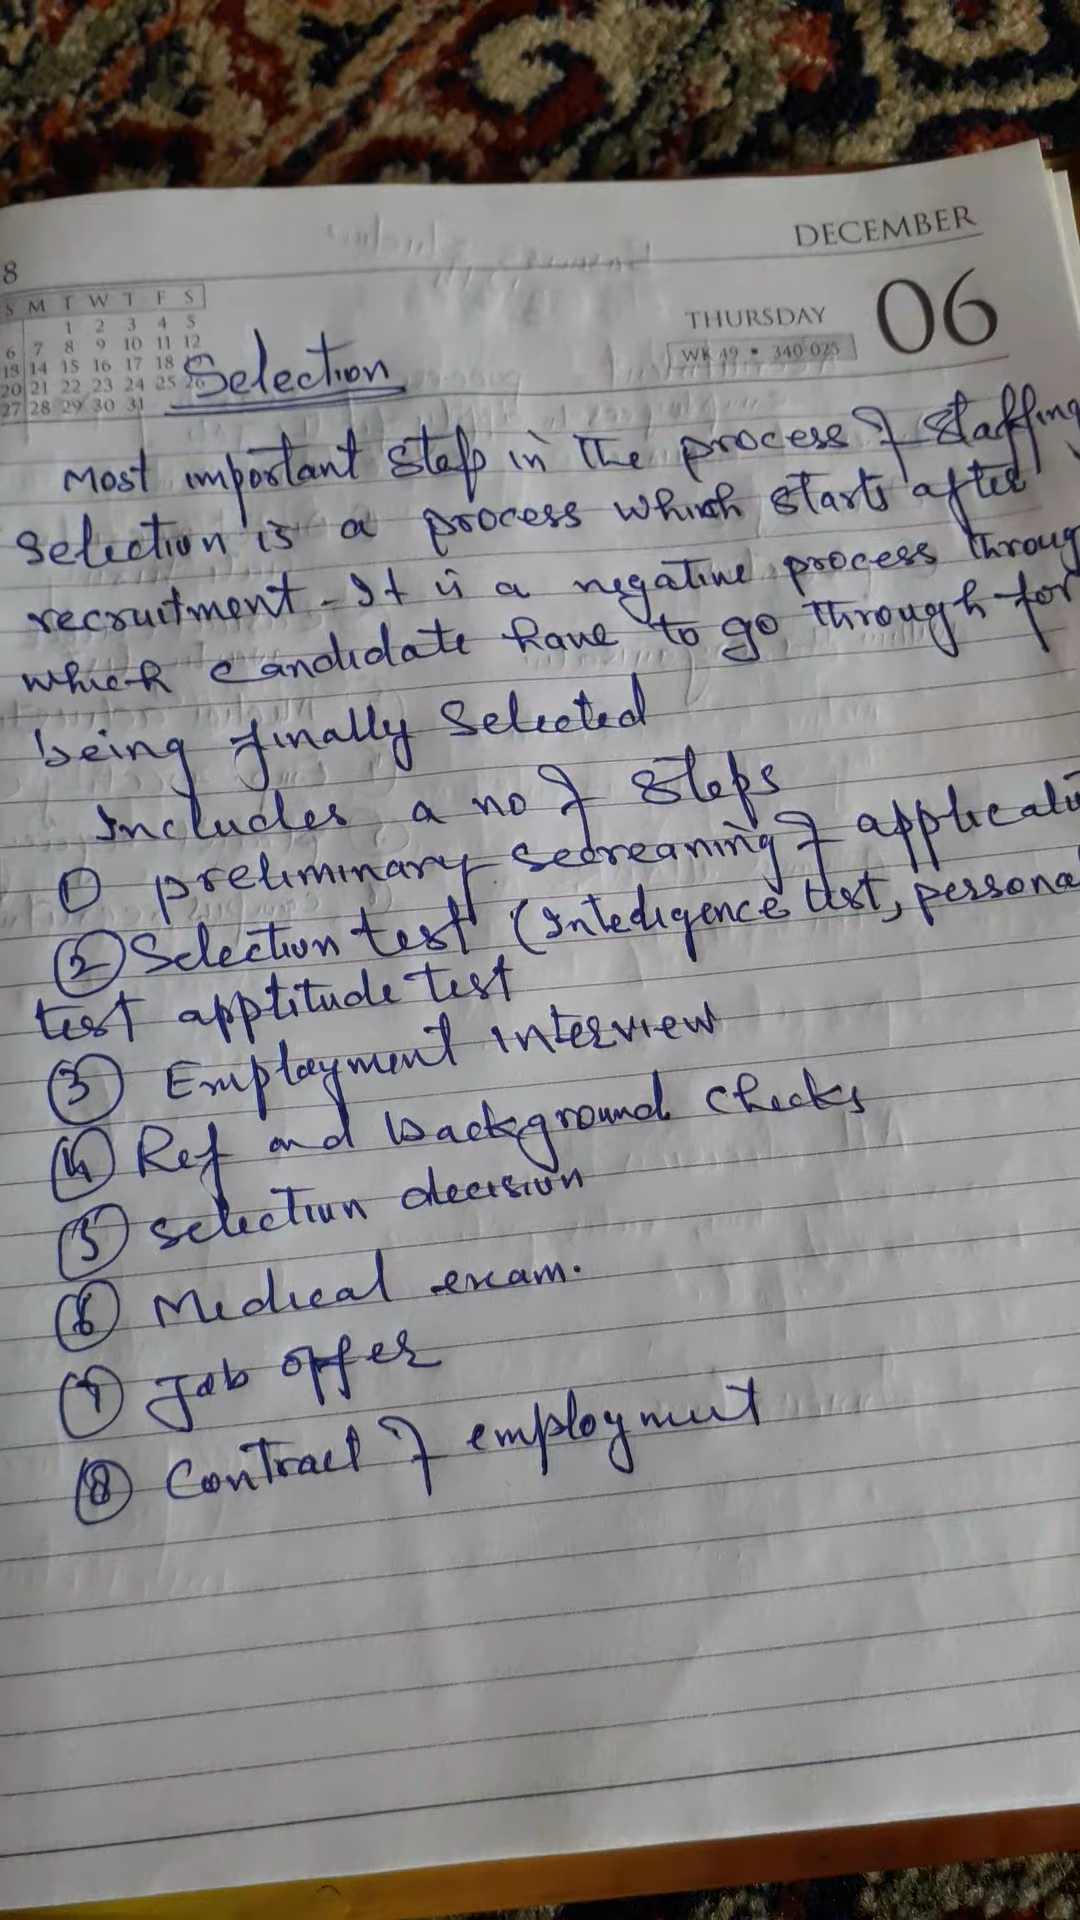 DECEMBER
8
S M T W T F S
1 2 3 4 5
6 7 8 9 10 11 12
13 14 15 16 17 18
20 21 22 23 24 25 26
27 28 29 30 31
THURSDAY 06
WK 49 • 340-025
Selection
Most important step in the process of staffing
Selection is a process which starts after
recruitment - It is a negative process throug
which candidate have to go through for
being finally selected
Includes a no of steps
① preliminary secreaning of applicati
② Selection test (Intedigence test, persona
test apptitude test
③ Employment interview
④ Ref and background checks
⑤ selection decision
⑥ Medical exam.
⑦ Job offer
⑧ Contract of employment